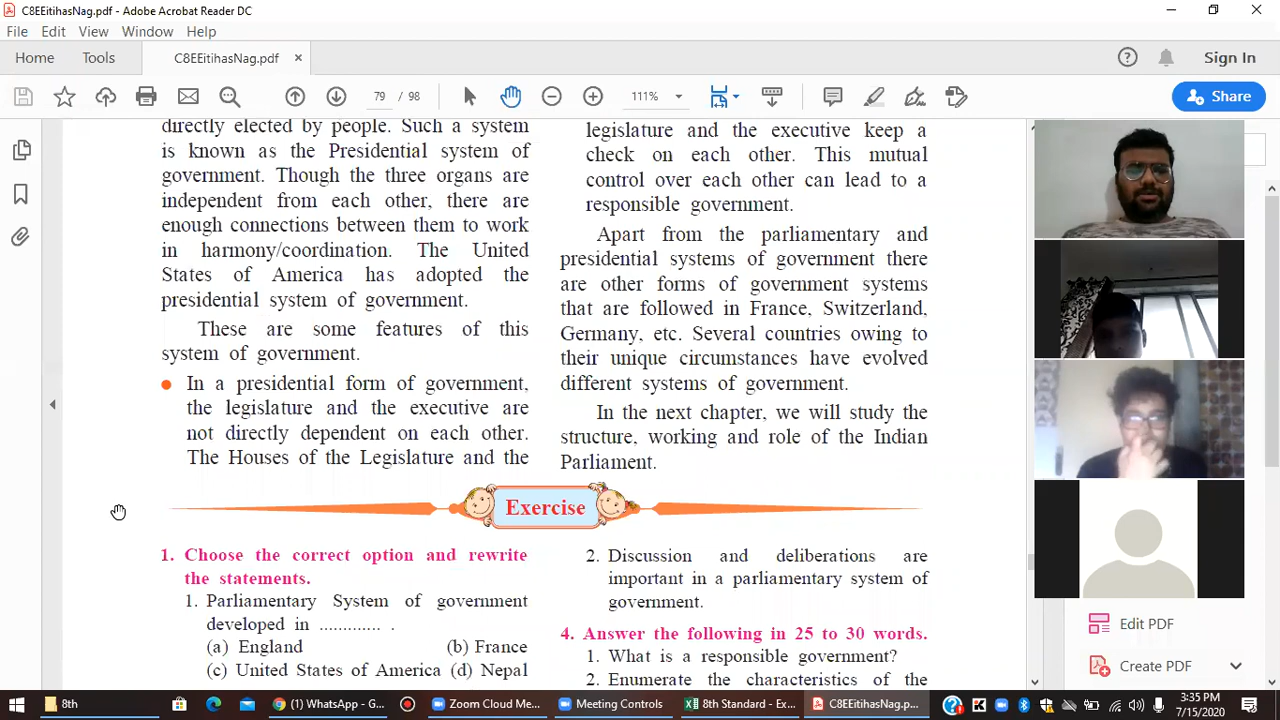 C8EEitihasNag.pdf - Adobe Acrobat Reader DC
File Edit View Window Help
Home Tools C8EEitihasNag.pdf × Sign In
79 / 98 111% Share
directly elected by people. Such a system
is known as the Presidential system of
government. Though the three organs are
independent from each other, there are
enough connections between them to work
in harmony/coordination. The United
States of America has adopted the
presidential system of government.
These are some features of this
system of government.
• In a presidential form of government,
the legislature and the executive are
not directly dependent on each other.
The Houses of the Legislature and the
legislature and the executive keep a
check on each other. This mutual
control over each other can lead to a
responsible government.
Apart from the parliamentary and
presidential systems of government there
are other forms of government systems
that are followed in France, Switzerland,
Germany, etc. Several countries owing to
their unique circumstances have evolved
different systems of government.
In the next chapter, we will study the
structure, working and role of the Indian
Parliament.
Exercise
1. Choose the correct option and rewrite
the statements.
1. Parliamentary System of government
developed in ............ .
(a) England (b) France
(c) United States of America (d) Nepal
2. Discussion and deliberations are
important in a parliamentary system of
government.
4. Answer the following in 25 to 30 words.
1. What is a responsible government?
2. Enumerate the characteristics of the
Edit PDF
Create PDF
8th (1) WhatsApp - G... Zoom Cloud Me... Meeting Controls 8th Standard - Ex... C8EEitihasNag.p... 3:35 PM
7/15/2020